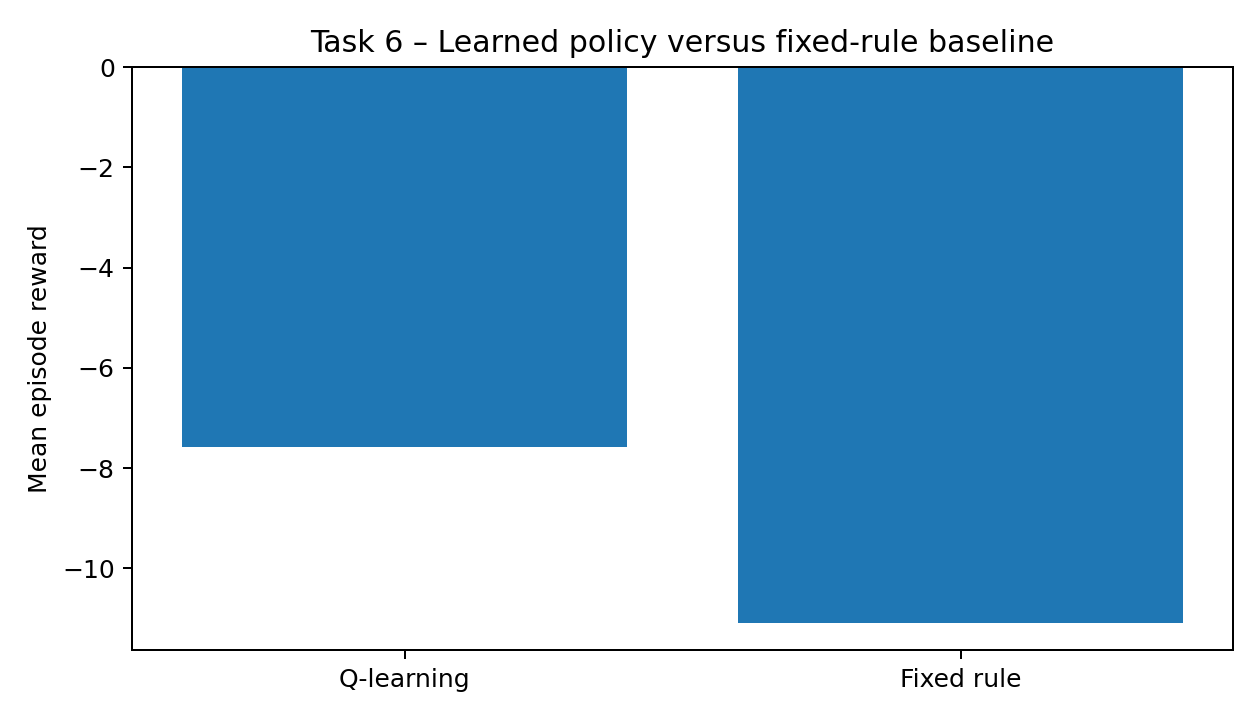 Task 6 – Learned policy versus fixed-rule baseline
0
−2
−4
−6
−8
−10
Mean episode reward
Q-learning
Fixed rule